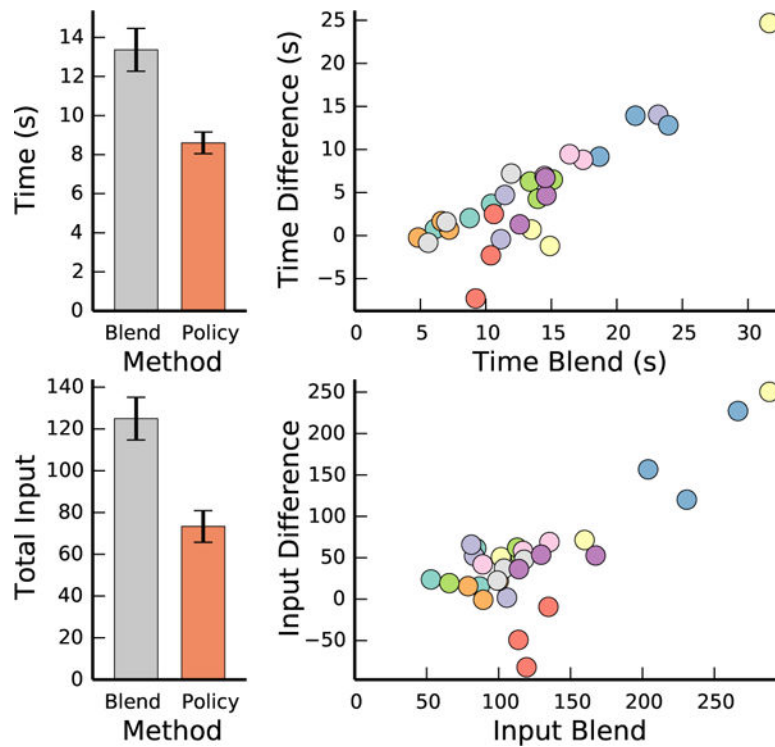 14
12
10
8
6
4
2
0
Time (s)
Blend Policy
Method
25
20
15
10
5
0
−5
Time Difference (s)
0 5 10 15 20 25 30
Time Blend (s)
140
120
100
80
60
40
20
0
Total Input
Blend Policy
Method
250
200
150
100
50
0
−50
Input Difference
0 50 100 150 200 250
Input Blend